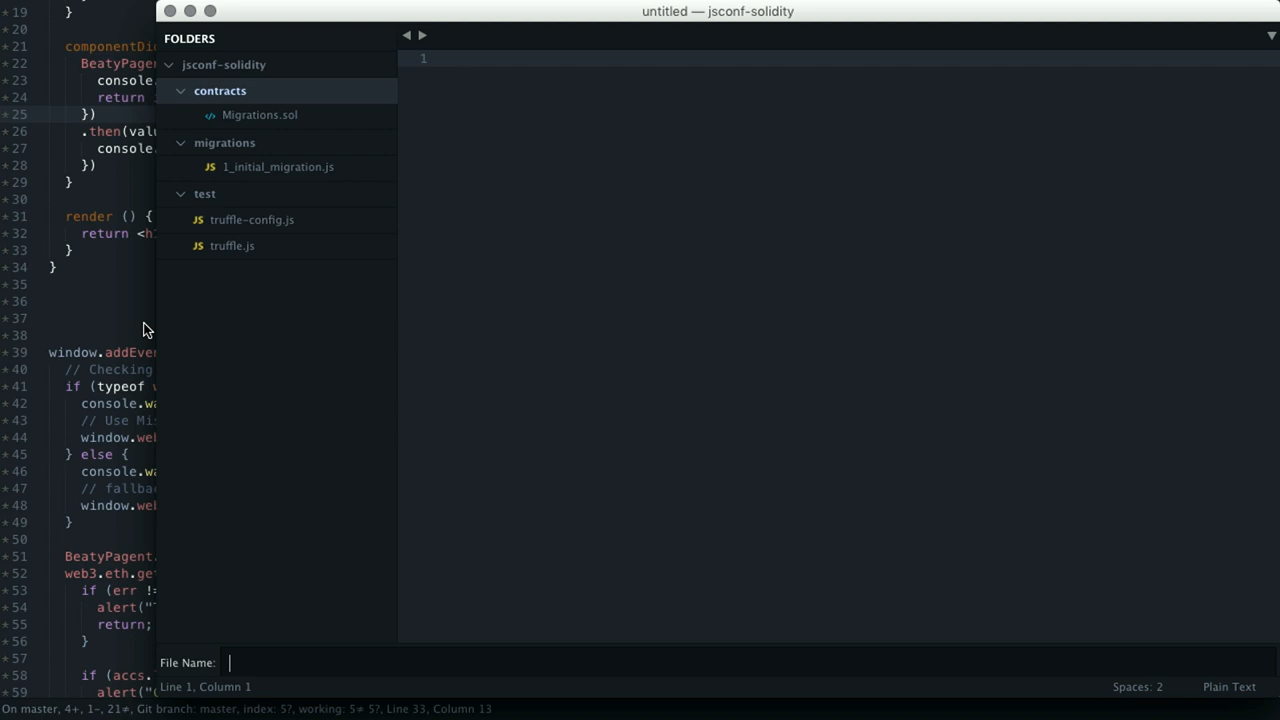 untitled — jsconf-solidity
FOLDERS
jsconf-solidity
contracts
Migrations.sol
migrations
JS 1_initial_migration.js
test
JS truffle-config.js
JS truffle.js
1
File Name:
Line 1, Column 1
Spaces: 2
Plain Text
19 }
20
21 componentDi
22 BeatyPagen
23 console.
24 return
25 })
26 .then(valu
27 console.
28 })
29 }
30
31 render () {
32 return <h
33 }
34 }
35
36
37
38
39 window.addEve
40 // Checking
41 if (typeof
42 console.wa
43 // Use Mi
44 window.web
45 } else {
46 console.wa
47 // fallba
48 window.web
49 }
50
51 BeatyPagent.
52 web3.eth.ge
53 if (err !=
54 alert("
55 return;
56 }
57
58 if (accs.
59 alert("
On master, 4+, 1-, 21≠, Git branch: master, index: 5?, working: 5≠ 5?, Line 33, Column 13